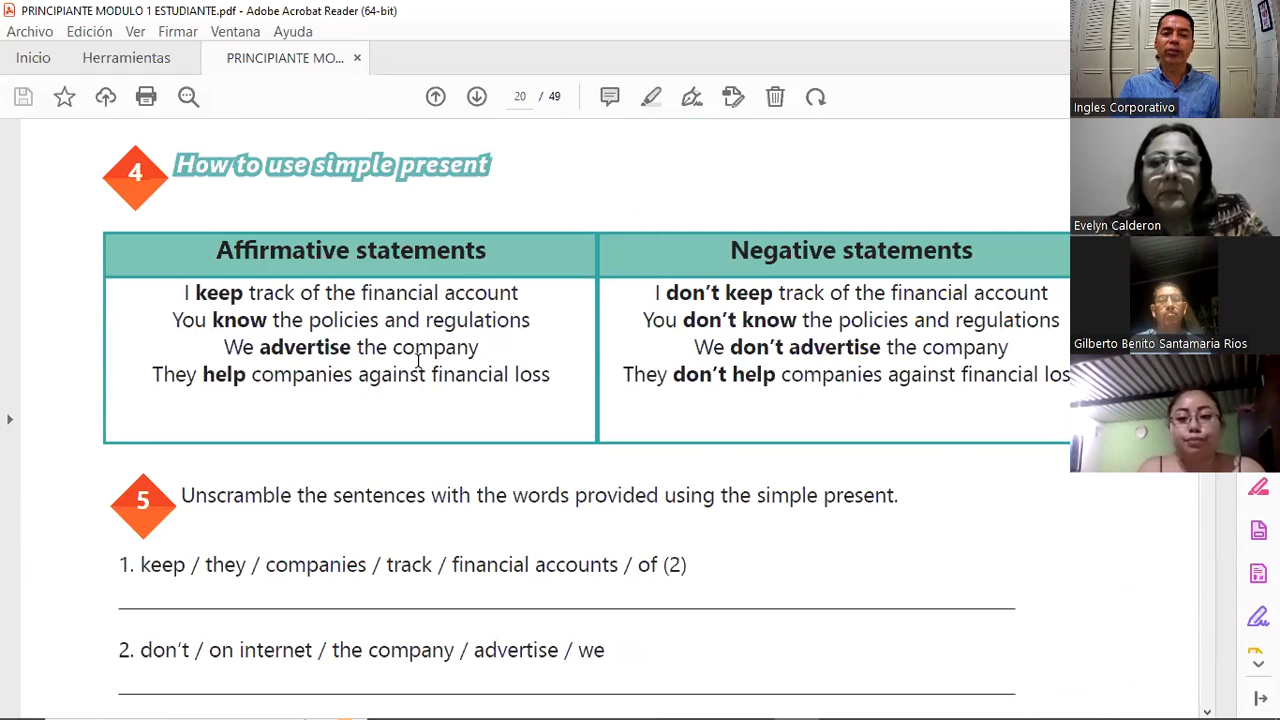 PRINCIPIANTE MODULO 1 ESTUDIANTE.pdf - Adobe Acrobat Reader (64-bit)
Archivo Edición Ver Firmar Ventana Ayuda
Inicio Herramientas PRINCIPIANTE MO... ×
20 / 49
4 How to use simple present
Affirmative statements
I keep track of the financial account
You know the policies and regulations
We advertise the company
They help companies against financial loss
Negative statements
I don't keep track of the financial account
You don't know the policies and regulations
We don't advertise the company
They don't help companies against financial los
5 Unscramble the sentences with the words provided using the simple present.
1. keep / they / companies / track / financial accounts / of (2)
2. don't / on internet / the company / advertise / we
Ingles Corporativo
Evelyn Calderon
Gilberto Benito Santamaria Rios